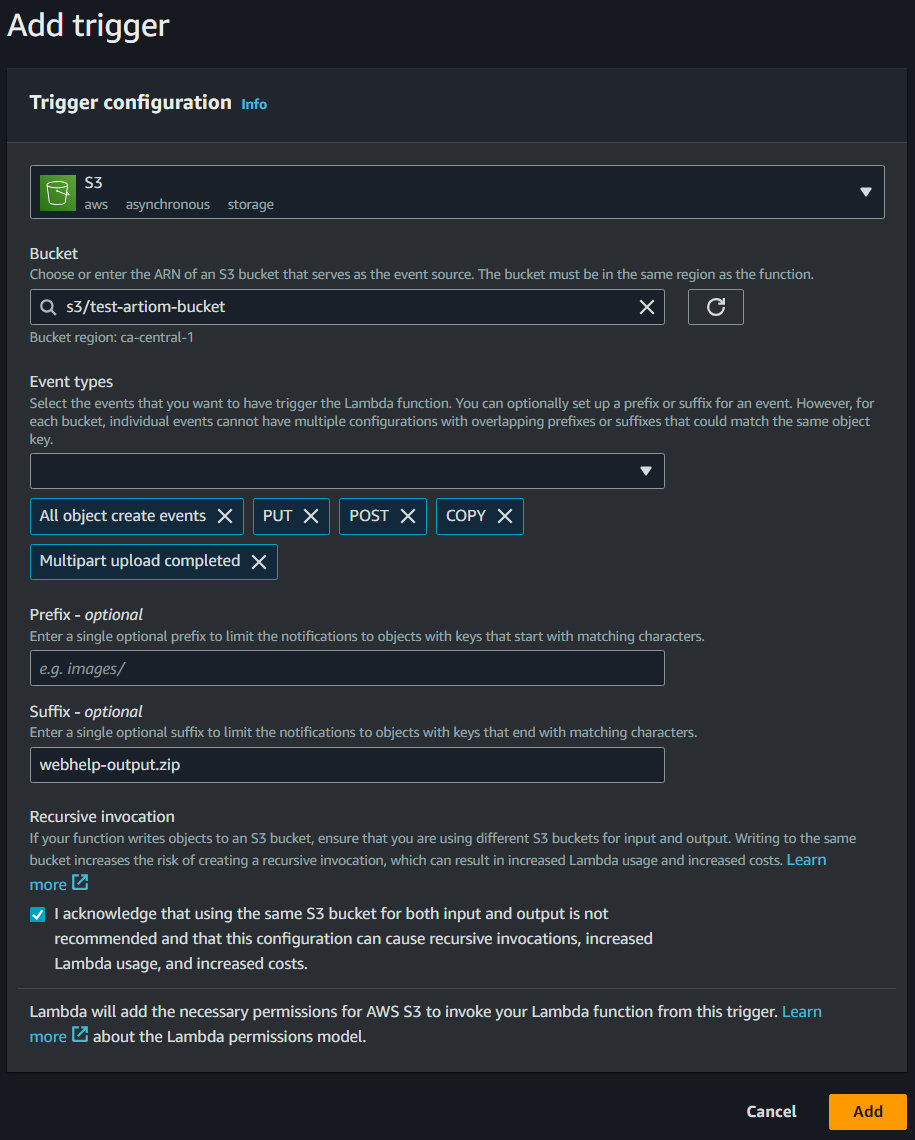 Add trigger
Trigger configuration Info
S3
aws asynchronous storage
Bucket
Choose or enter the ARN of an S3 bucket that serves as the event source. The bucket must be in the same region as the function.
s3/test-artiom-bucket
Bucket region: ca-central-1
Event types
Select the events that you want to have trigger the Lambda function. You can optionally set up a prefix or suffix for an event. However, for
each bucket, individual events cannot have multiple configurations with overlapping prefixes or suffixes that could match the same object
key.
All object create events PUT POST COPY
Multipart upload completed
Prefix - optional
Enter a single optional prefix to limit the notifications to objects with keys that start with matching characters.
e.g. images/
Suffix - optional
Enter a single optional suffix to limit the notifications to objects with keys that end with matching characters.
webhelp-output.zip
Recursive invocation
If your function writes objects to an S3 bucket, ensure that you are using different S3 buckets for input and output. Writing to the same
bucket increases the risk of creating a recursive invocation, which can result in increased Lambda usage and increased costs. Learn
more
I acknowledge that using the same S3 bucket for both input and output is not
recommended and that this configuration can cause recursive invocations, increased
Lambda usage, and increased costs.
Lambda will add the necessary permissions for AWS S3 to invoke your Lambda function from this trigger. Learn
more about the Lambda permissions model.
Cancel Add